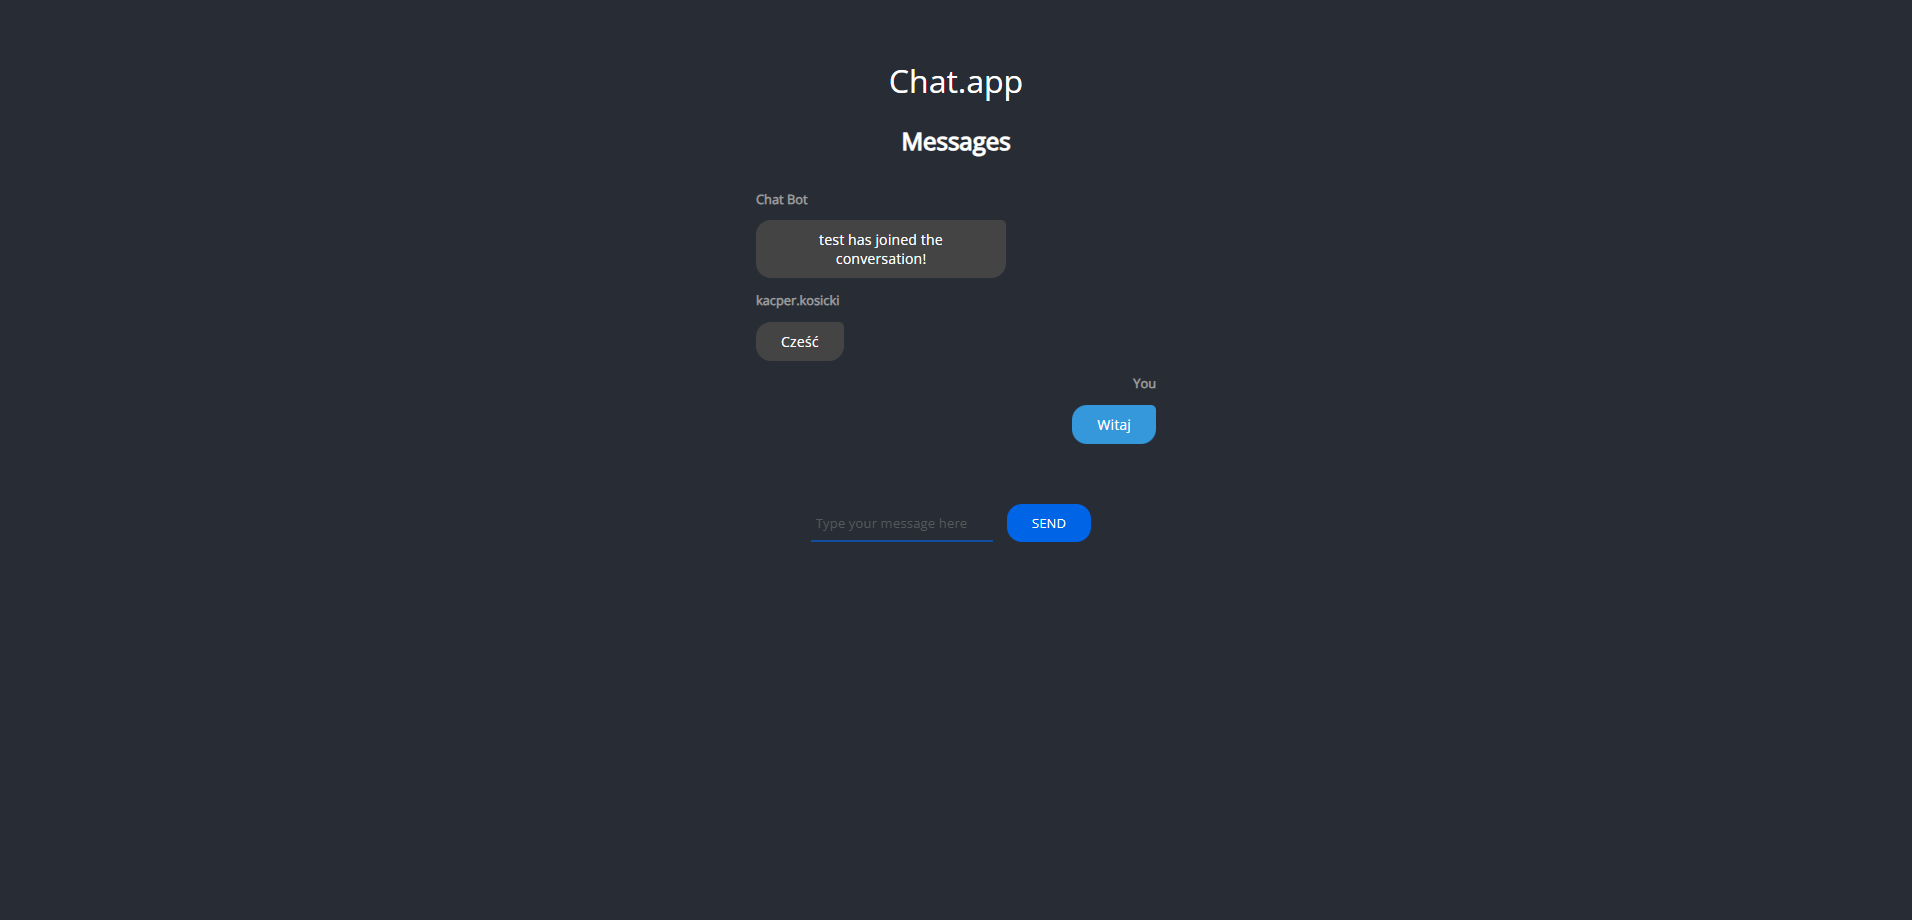 Chat.app
Messages
Chat Bot
test has joined the
conversation!
kacper.kosicki
Cześć
You
Witaj
Type your message here
SEND